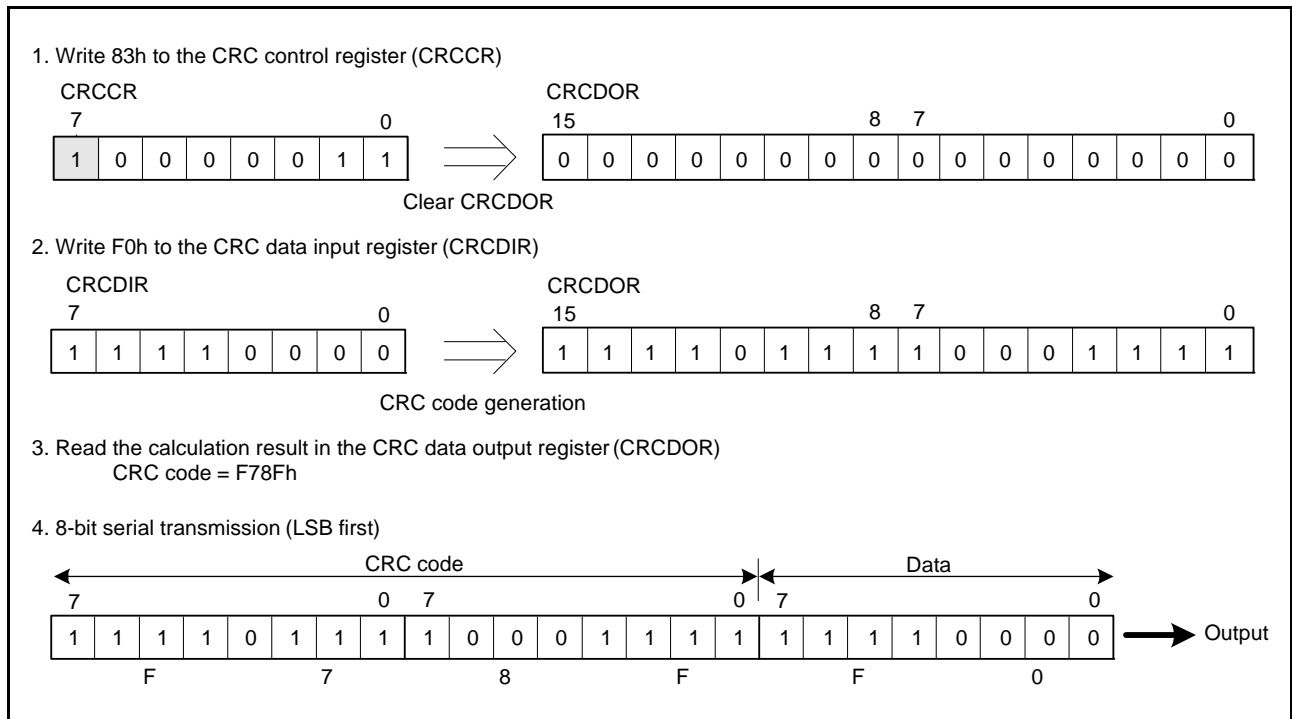 1. Write 83h to the CRC control register (CRCCR)
CRCCR CRCDOR
7 0 15 8 7 0
1 0 0 0 0 0 1 1 0 0 0 0 0 0 0 0 0 0 0 0 0 0 0 0
Clear CRCDOR
2. Write F0h to the CRC data input register (CRCDIR)
CRCDIR CRCDOR
7 0 15 8 7 0
1 1 1 1 0 0 0 0 1 1 1 1 0 1 1 1 1 0 0 0 1 1 1 1
CRC code generation
3. Read the calculation result in the CRC data output register (CRCDOR)
CRC code = F78Fh
4. 8-bit serial transmission (LSB first)
CRC code Data
7 0 7 0 7 0
1 1 1 1 0 1 1 1 1 0 0 0 1 1 1 1 1 1 1 1 0 0 0 0 Output
F 7 8 F F 0